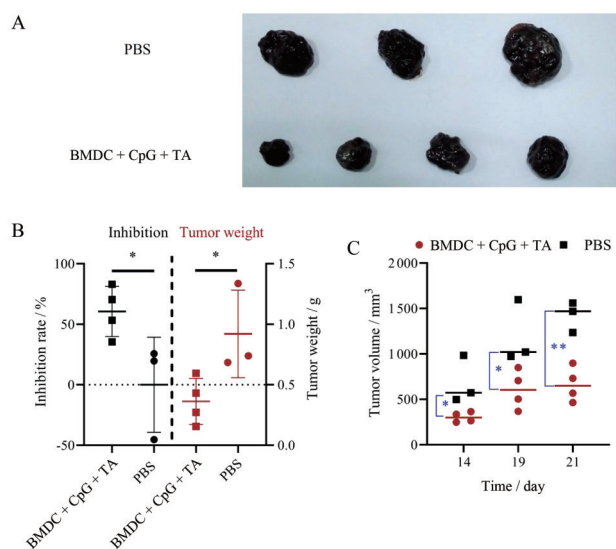 A
PBS
BMDC + CpG + TA
B
Inhibition Tumor weight
* *
100
50
0
-50
Inhibition rate / %
1.5
1.0
0.5
0.0
Tumor weight / g
BMDC + CpG + TA
PBS
BMDC + CpG + TA
PBS
C
BMDC + CpG + TA PBS
2 000
1 500
1 000
500
0
Tumor volume / mm³
*
*
**
14 19 21
Time / day